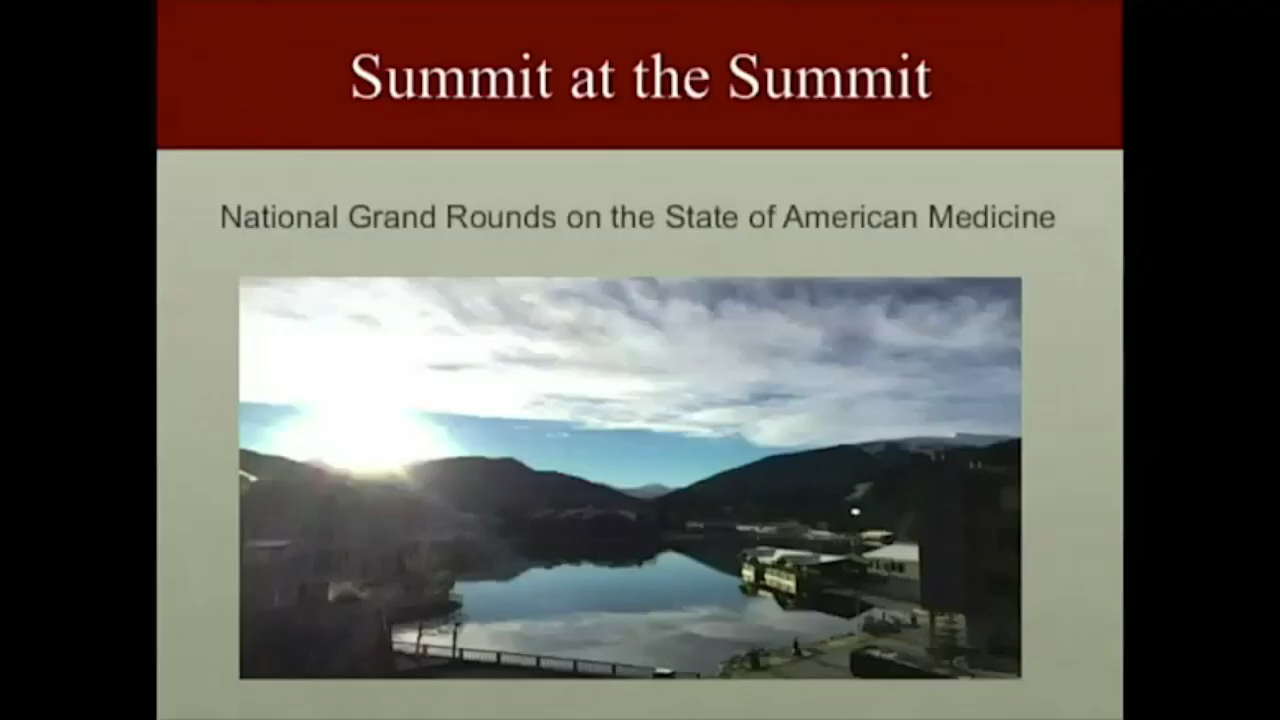 Summit at the Summit
National Grand Rounds on the State of American Medicine